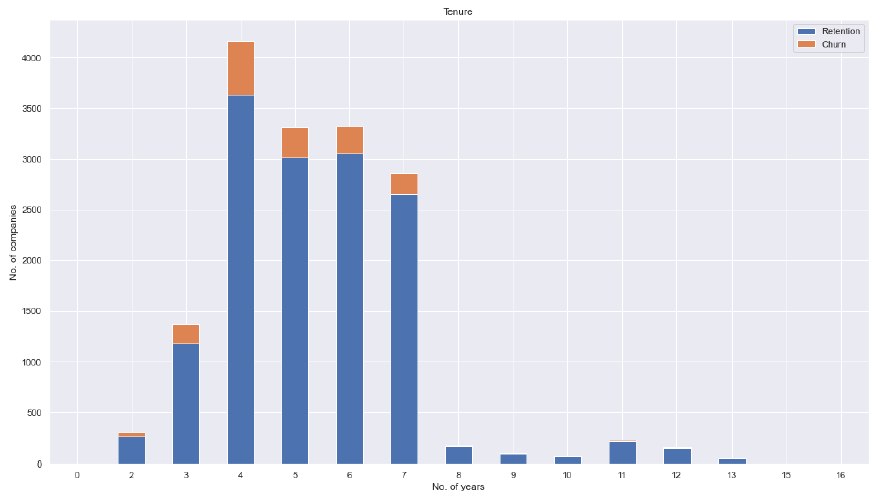 Tenure
Retention
Churn
4000
3500
3000
2500
2000
1500
1000
500
0
No. of companies
0 2 3 4 5 6 7 8 9 10 11 12 13 15 16
No. of years